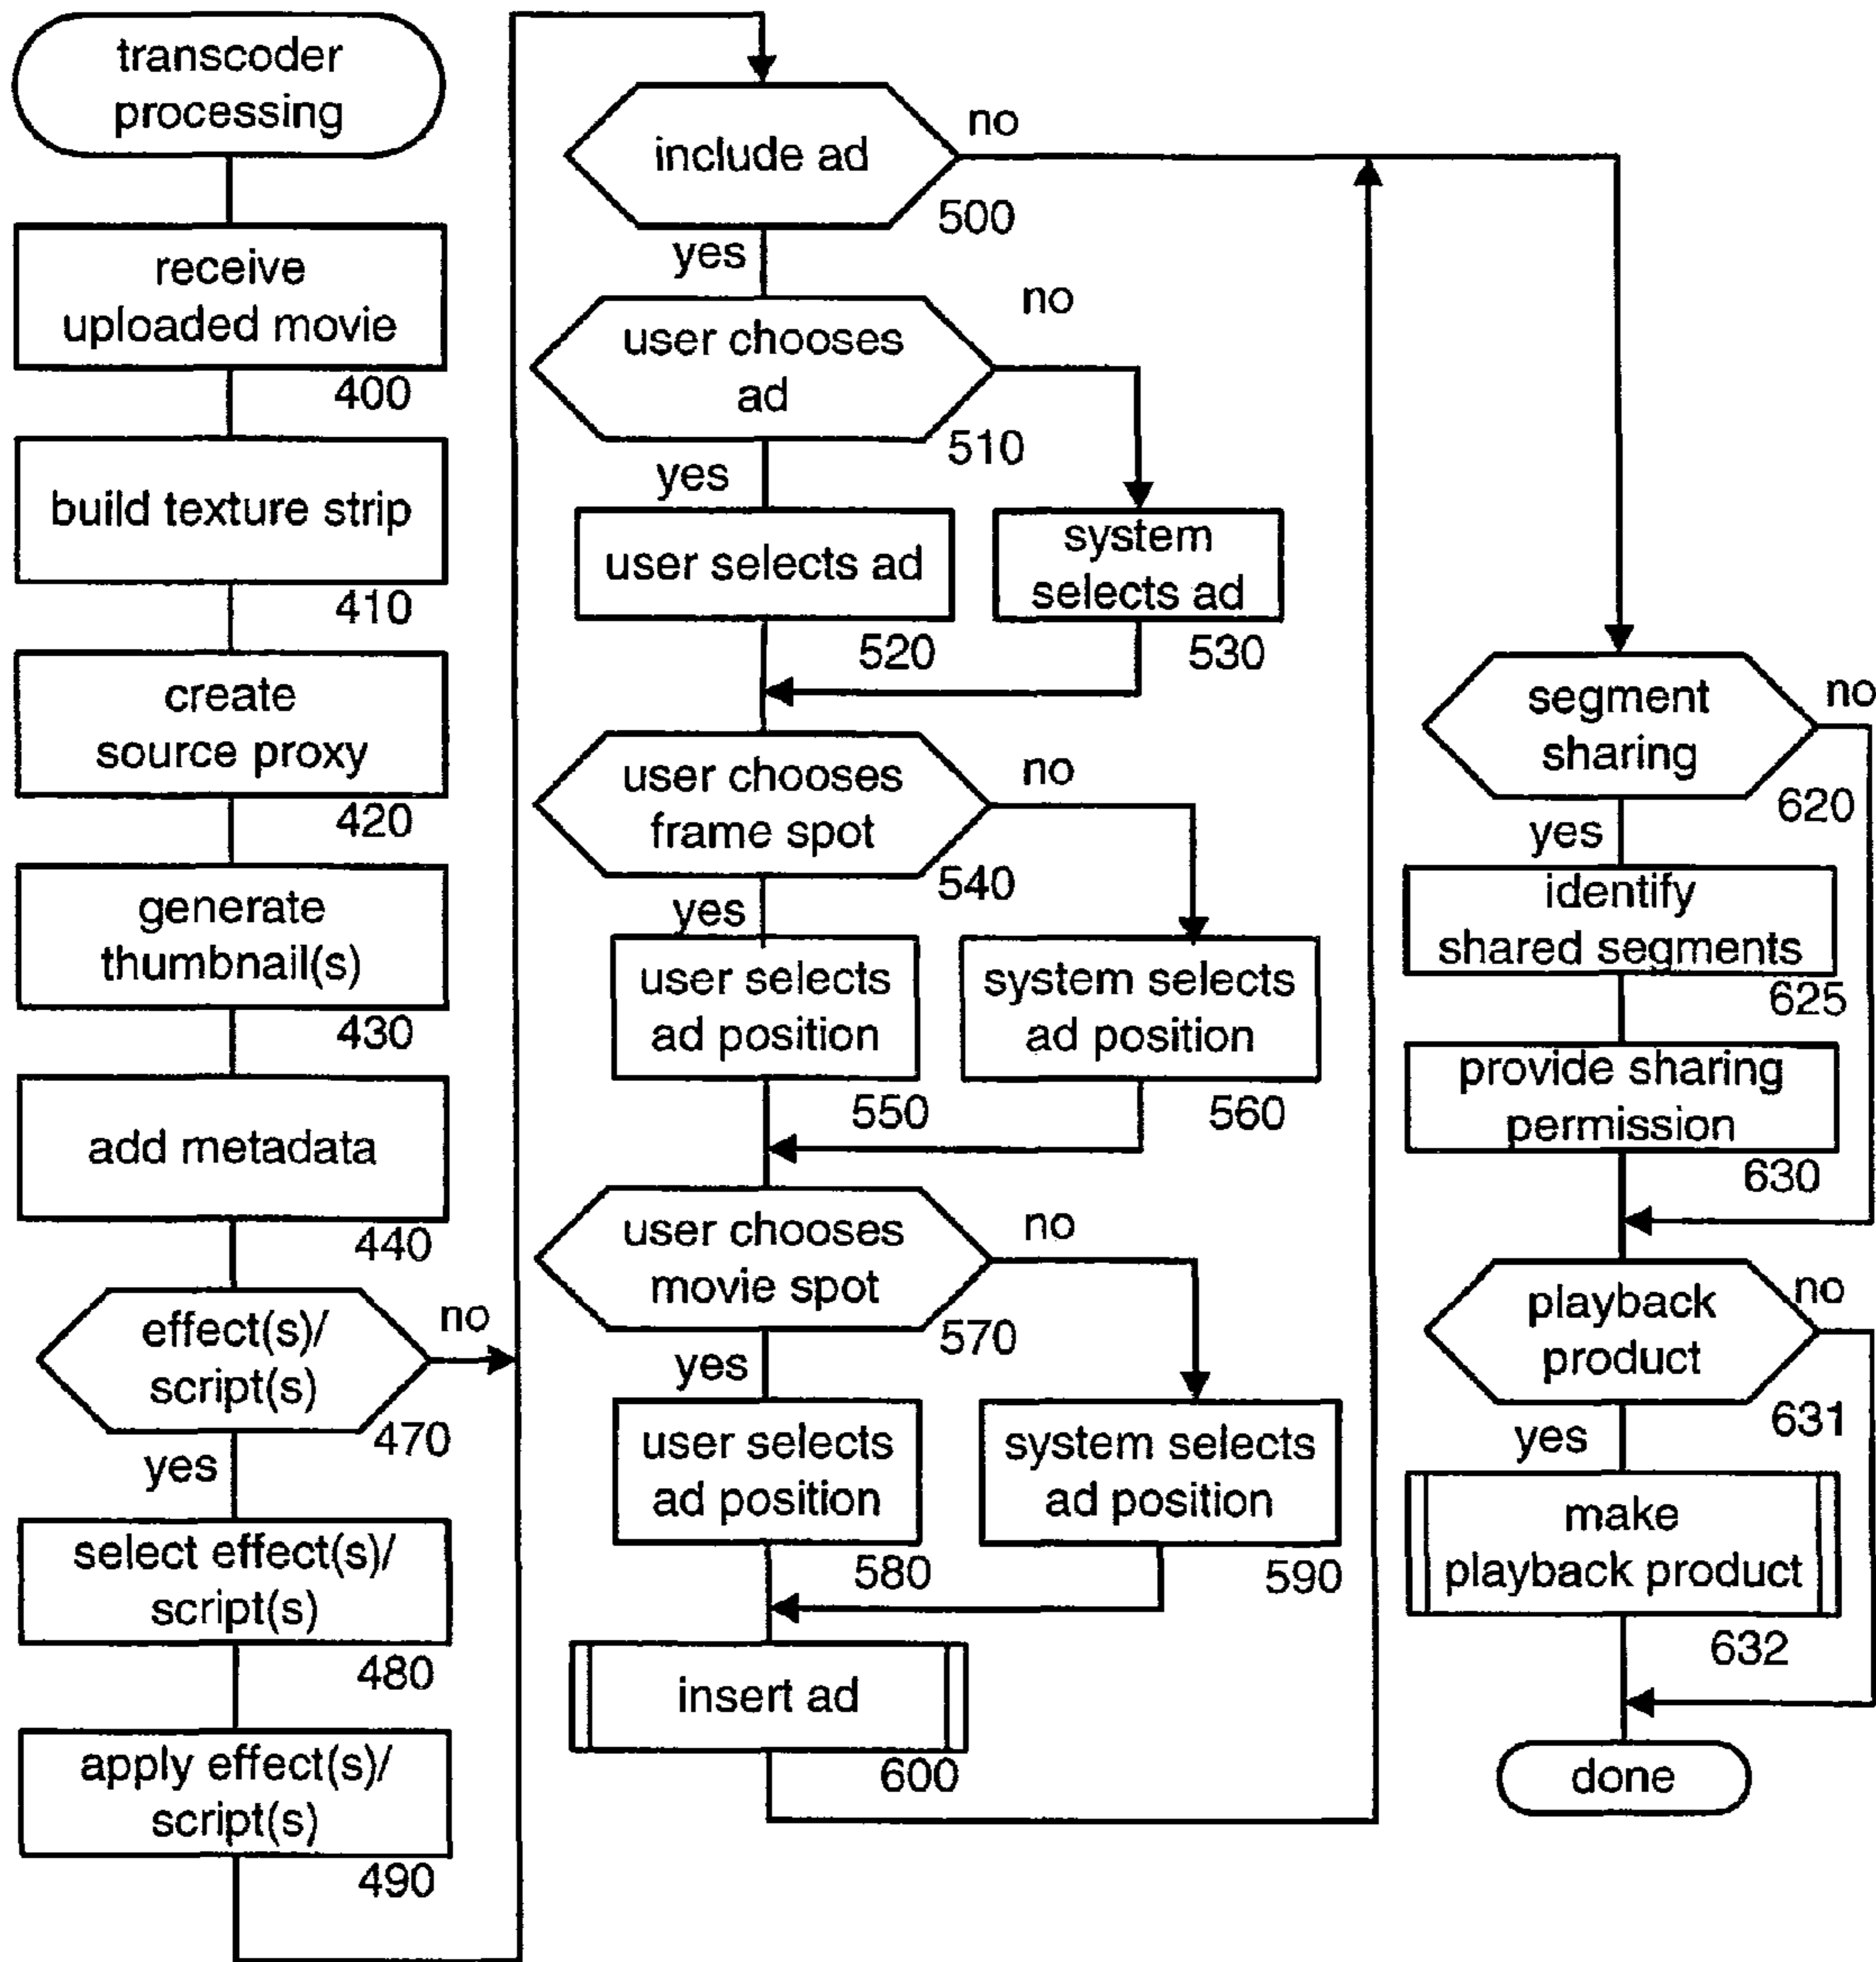 transcoder
processing
receive
uploaded movie
400
build texture strip
410
create
source proxy
420
generate
thumbnail(s)
430
add metadata
440
effect(s)/
script(s)
no
470
yes
select effect(s)/
script(s)
480
apply effect(s)/
script(s)
490
include ad
no
500
yes
user chooses
ad
no
510
yes
user selects ad
520
system
selects ad
530
user chooses
frame spot
no
540
yes
user selects
ad position
550
system selects
ad position
560
user chooses
movie spot
no
570
yes
user selects
ad position
580
system selects
ad position
590
insert ad
600
segment
sharing
no
620
yes
identify
shared segments
625
provide sharing
permission
630
playback
product
no
631
yes
make
playback product
632
done